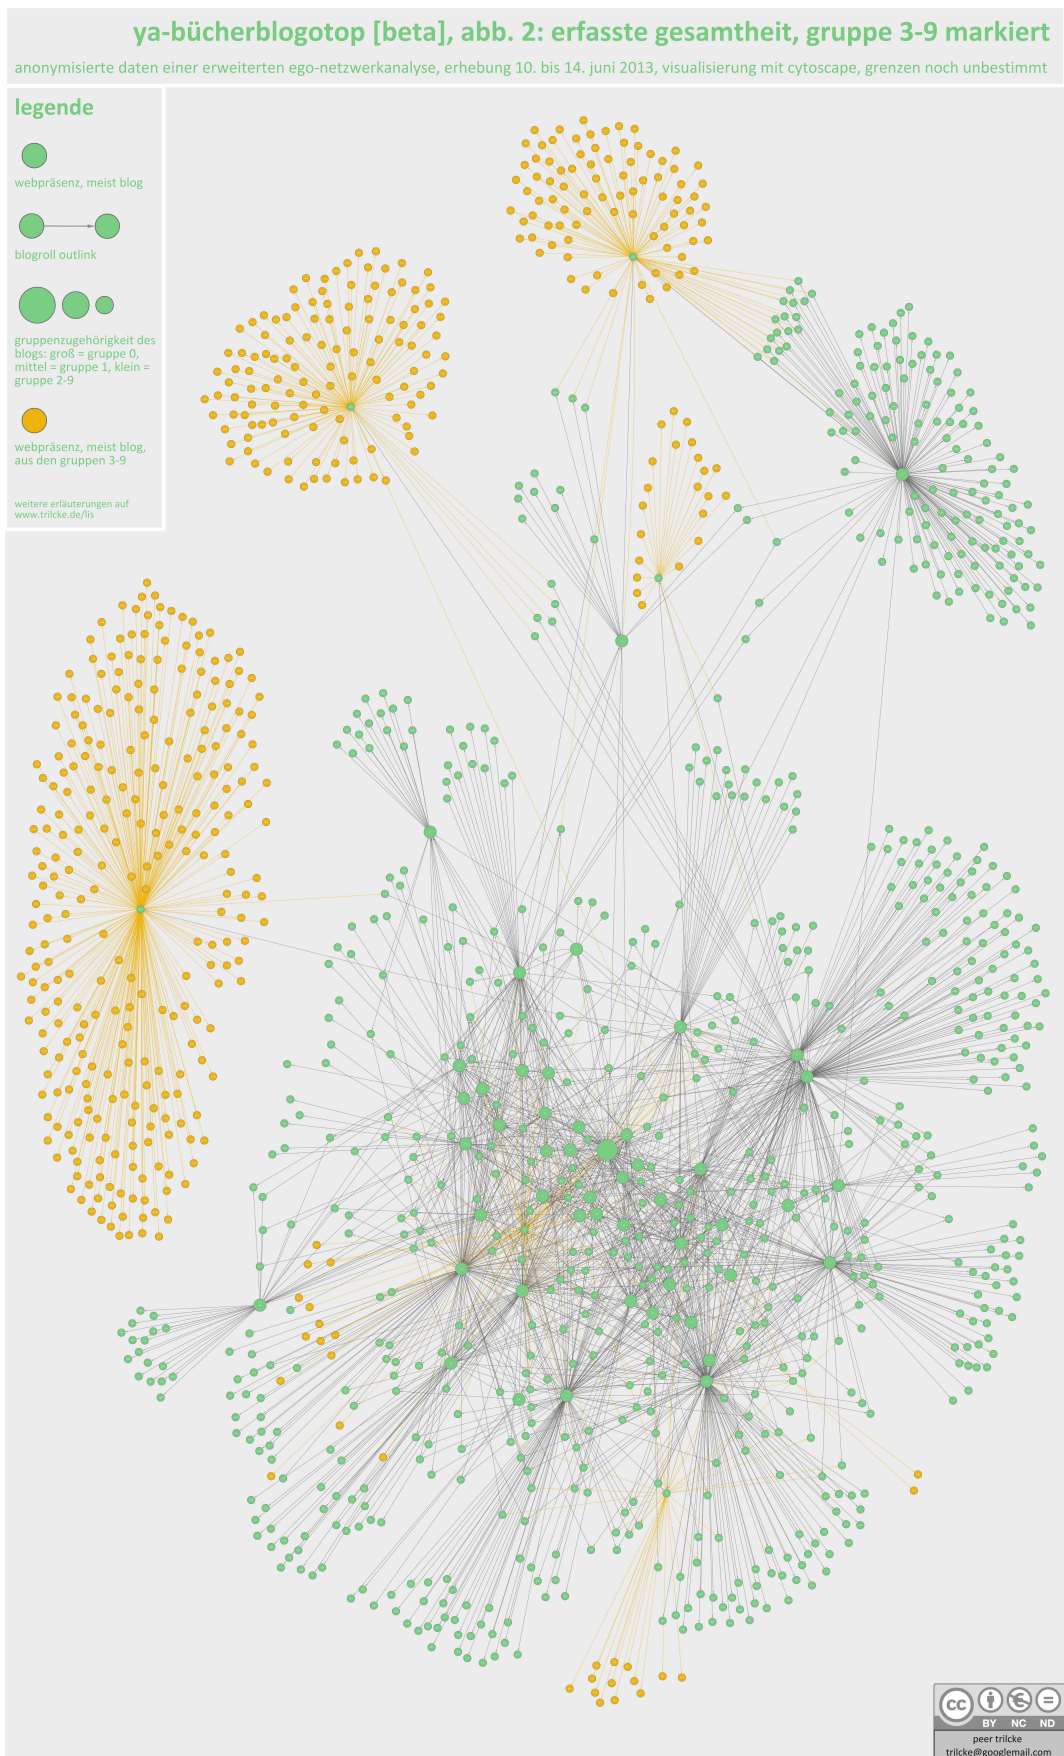 ya-bücherblogotop [beta], abb. 2: erfasste gesamtheit, gruppe 3-9 markiert
anonymisierte daten einer erweiterten ego-netzwerkanalyse, erhebung 10. bis 14. juni 2013, visualisierung mit cytoscape, grenzen noch unbestimmt
legende
webpräsenz, meist blog
blogroll outlink
gruppenzugehörigkeit des
blogs: groß = gruppe 0,
mittel = gruppe 1, klein =
gruppe 2-9
webpräsenz, meist blog,
aus den gruppen 3-9
weitere erläuterungen auf
www.trilcke.de/lis
cc
BY NC ND
peer trilcke
trilcke@googlemail.com